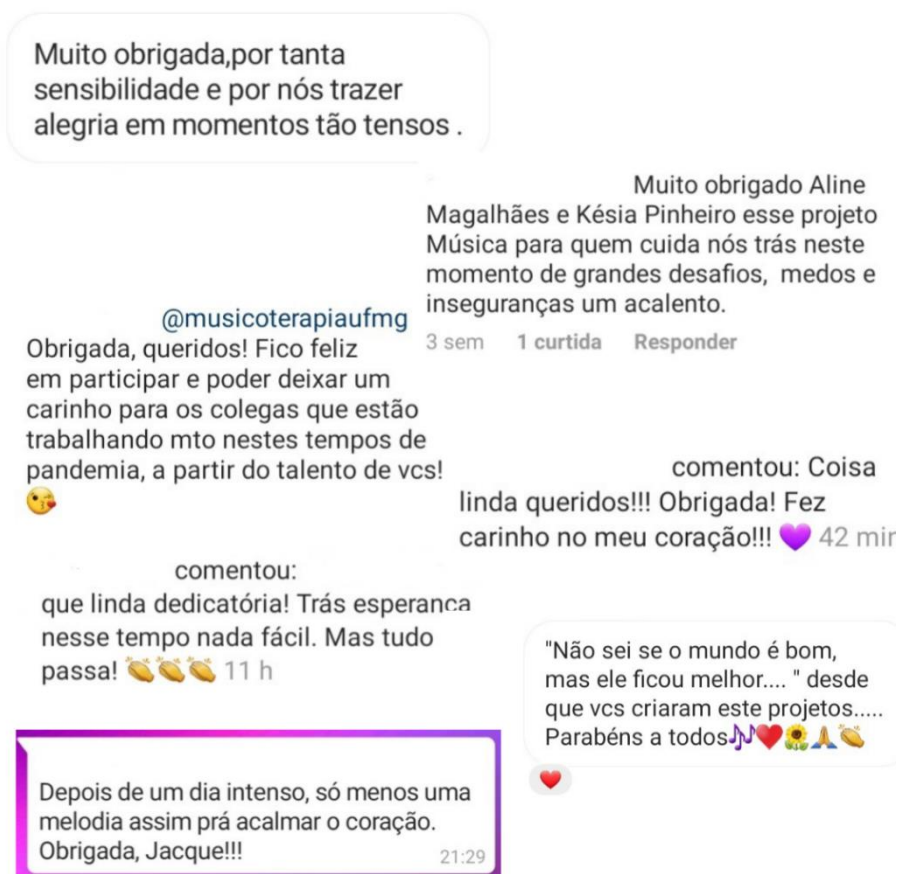 Muito obrigada,por tanta
sensibilidade e por nós trazer
alegria em momentos tão tensos .
Muito obrigado Aline
Magalhães e Késia Pinheiro esse projeto
Música para quem cuida nós trás neste
momento de grandes desafios, medos e
inseguranças um acalento.
3 sem 1 curtida Responder
@musicoterapiaufmg
Obrigada, queridos! Fico feliz
em participar e poder deixar um
carinho para os colegas que estão
trabalhando mto nestes tempos de
pandemia, a partir do talento de vcs!
😘
comentou: Coisa
linda queridos!!! Obrigada! Fez
carinho no meu coração!!! 💜 42 min
comentou:
que linda dedicatória! Trás esperança
nesse tempo nada fácil. Mas tudo
passa! 👏👏👏 11 h
"Não sei se o mundo é bom,
mas ele ficou melhor.... " desde
que vcs criaram este projetos.....
Parabéns a todos🎶❤️🌻🙏👏
❤️
Depois de um dia intenso, só menos uma
melodia assim prá acalmar o coração.
Obrigada, Jacque!!!
21:29